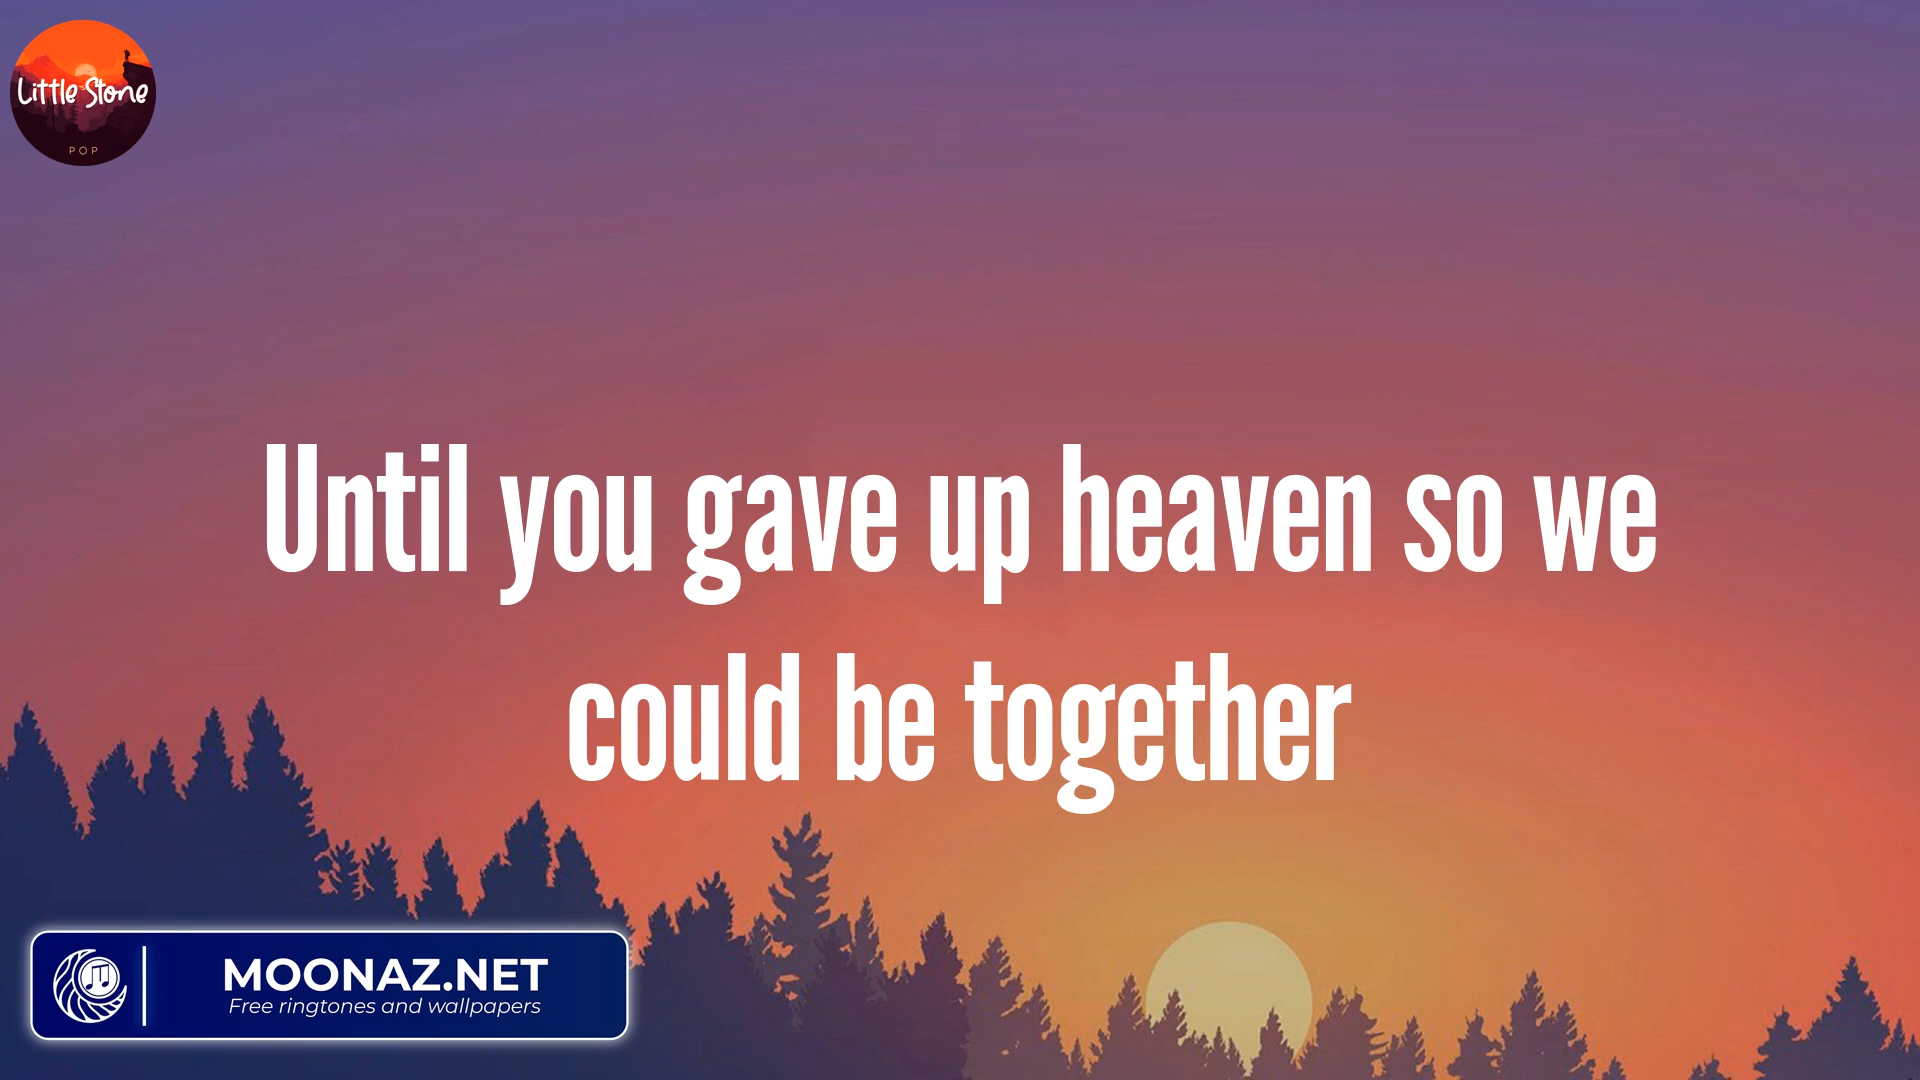 Little Stone
POP
Until you gave up heaven so we
could be together
MOONAZ.NET
Free ringtones and wallpapers